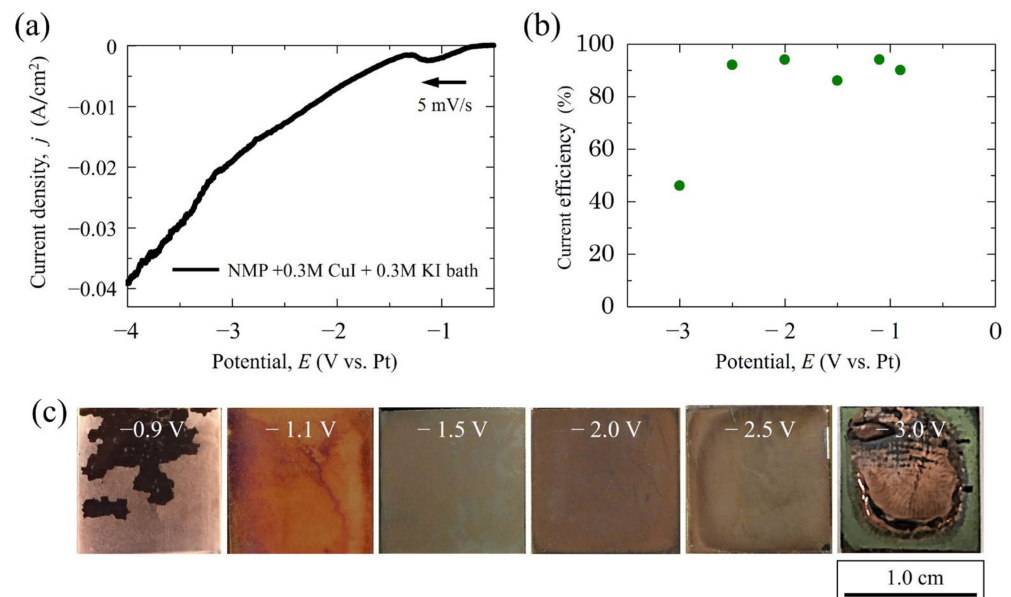 (a)
0
−0.01
−0.02
−0.03
−0.04
Current density, j (A/cm²)
5 mV/s
NMP +0.3M CuI + 0.3M KI bath
−4 −3 −2 −1
Potential, E (V vs. Pt)
(b)
100
80
60
40
20
0
Current efficiency (%)
−3 −2 −1 0
Potential, E (V vs. Pt)
(c)
−0.9 V − 1.1 V − 1.5 V − 2.0 V − 2.5 V − 3.0 V
1.0 cm